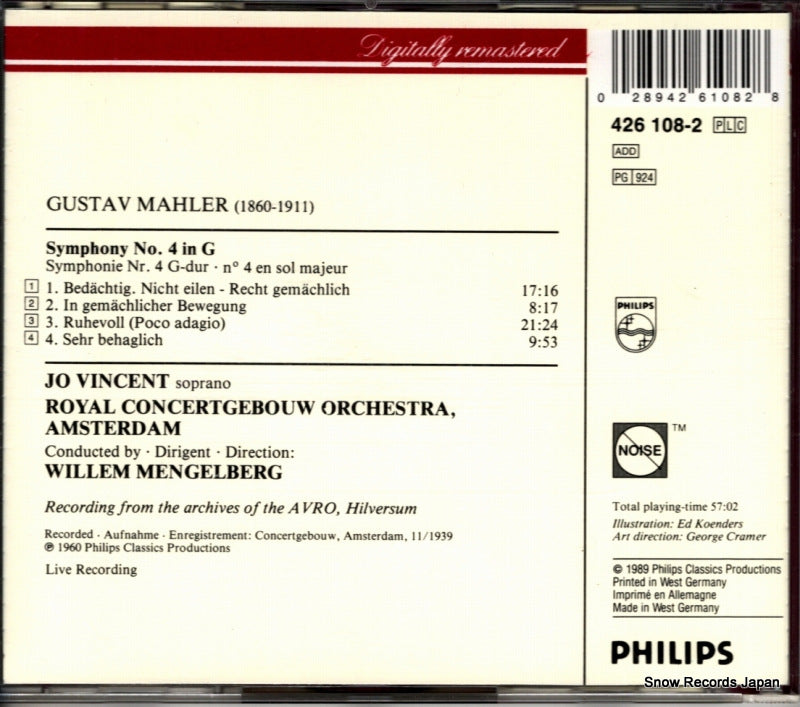 Digitally remastered
0 28942 61082 8
426 108-2 PLC
ADD
PG 924
GUSTAV MAHLER (1860-1911)
Symphony No. 4 in G
Symphonie Nr. 4 G-dur · n° 4 en sol majeur
1 1. Bedächtig. Nicht eilen - Recht gemächlich 17:16
2 2. In gemächlicher Bewegung 8:17
3 3. Ruhevoll (Poco adagio) 21:24
4 4. Sehr behaglich 9:53
JO VINCENT soprano
ROYAL CONCERTGEBOUW ORCHESTRA,
AMSTERDAM
Conducted by · Dirigent · Direction:
WILLEM MENGELBERG
Recording from the archives of the AVRO, Hilversum
Recorded · Aufnahme · Enregistrement: Concertgebouw, Amsterdam, 11/1939
℗ 1960 Philips Classics Productions
Live Recording
PHILIPS
NOISE TM
Total playing-time 57:02
Illustration: Ed Koenders
Art direction: George Cramer
© 1989 Philips Classics Productions
Printed in West Germany
Imprimé en Allemagne
Made in West Germany
PHILIPS
Snow Records Japan